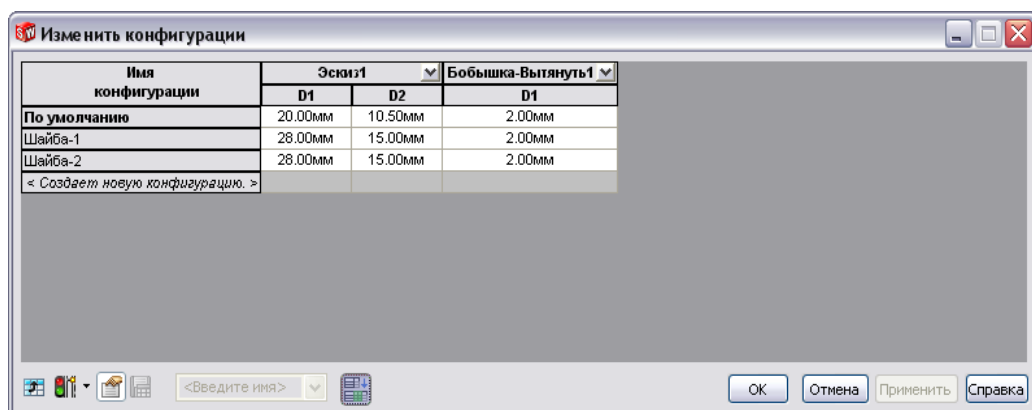 Изменить конфигурации
Имя конфигурации Эскиз1 Бобышка-Вытянуть1
D1 D2 D1
По умолчанию 20.00мм 10.50мм 2.00мм
Шайба-1 28.00мм 15.00мм 2.00мм
Шайба-2 28.00мм 15.00мм 2.00мм
< Создает новую конфигурацию. >
<Введите имя> OK Отмена Применить Справка